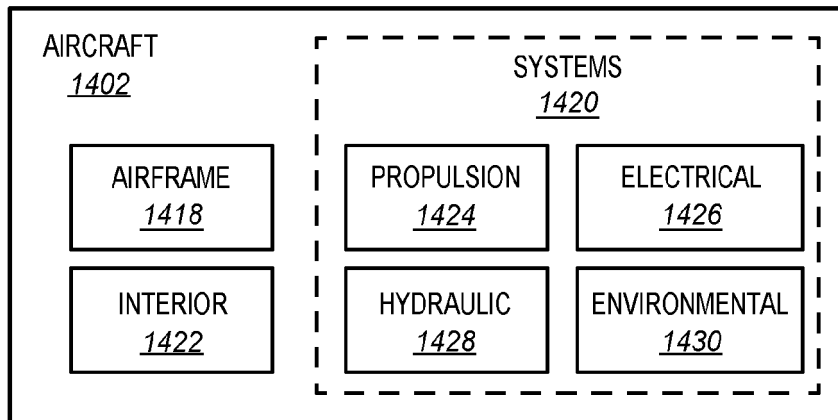 AIRCRAFT
1402
SYSTEMS
1420
AIRFRAME
1418
PROPULSION
1424
ELECTRICAL
1426
INTERIOR
1422
HYDRAULIC
1428
ENVIRONMENTAL
1430